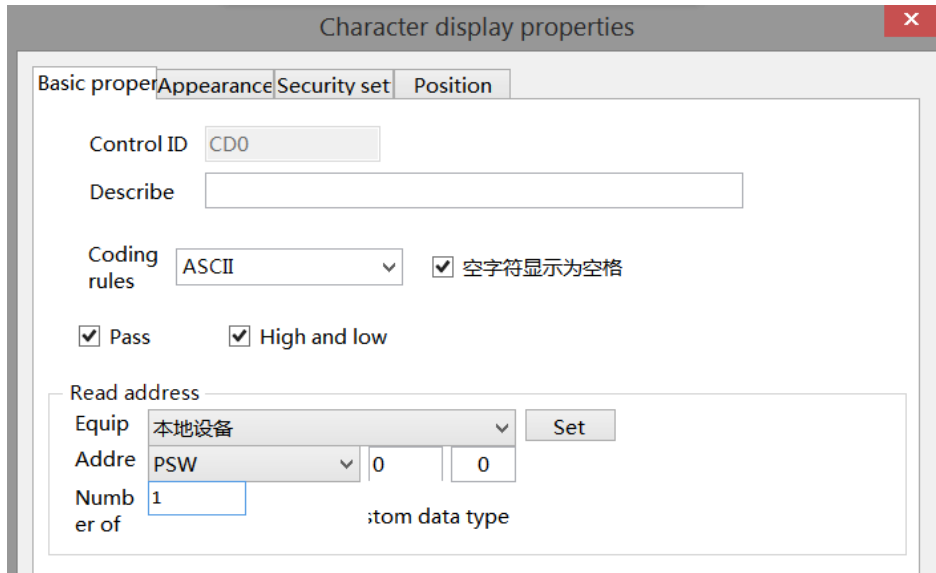 Character display properties
Basic proper Appearance Security set Position
Control ID CD0
Describe
Coding rules ASCII 空字符显示为空格
Pass High and low
Read address
Equip 本地设备 Set
Addre PSW 0 0
Numb er of 1
stom data type